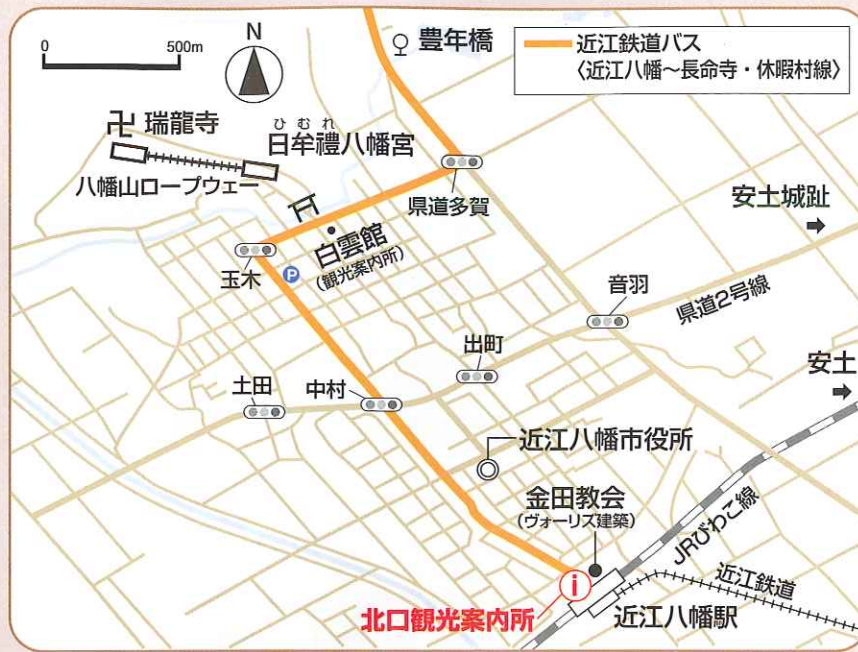 0 500m
N
豊年橋
近江鉄道バス
〈近江八幡〜長命寺・休暇村線〉
卍 瑞龍寺
ひむれ
日牟禮八幡宮
八幡山ロープウェー
県道多賀
安土城趾
➡
白雲館
(観光案内所)
玉木
P
音羽
県道2号線
出町
土田
中村
安土
➡
近江八幡市役所
金田教会
(ヴォーリズ建築)
JRびわこ線
近江鉄道
i
北口観光案内所
近江八幡駅